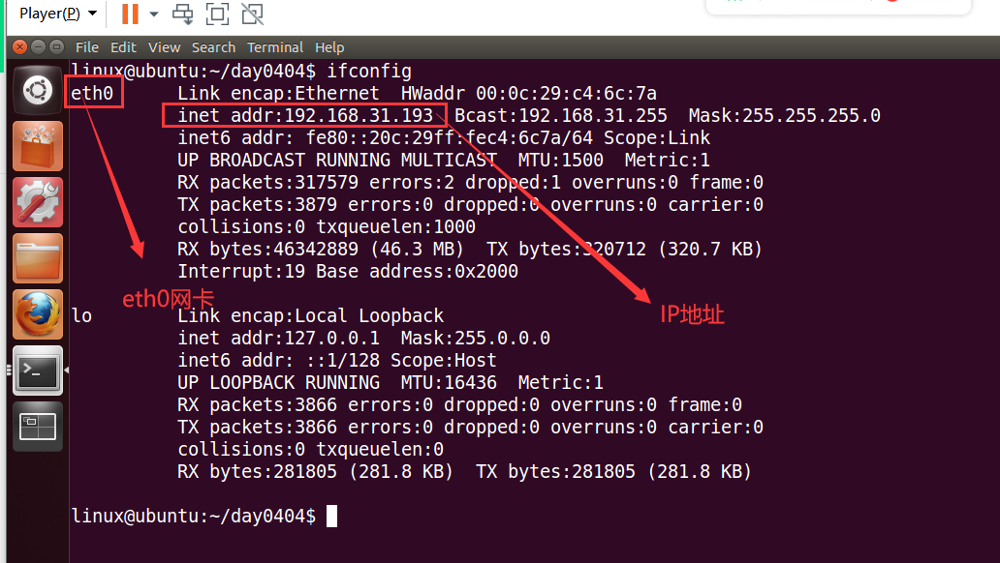 Player(P)
File Edit View Search Terminal Help
linux@ubuntu:~/day0404$ ifconfig
eth0 Link encap:Ethernet HWaddr 00:0c:29:c4:6c:7a
inet addr:192.168.31.193 Bcast:192.168.31.255 Mask:255.255.255.0
inet6 addr: fe80::20c:29ff:fec4:6c7a/64 Scope:Link
UP BROADCAST RUNNING MULTICAST MTU:1500 Metric:1
RX packets:317579 errors:2 dropped:1 overruns:0 frame:0
TX packets:3879 errors:0 dropped:0 overruns:0 carrier:0
collisions:0 txqueuelen:1000
RX bytes:46342889 (46.3 MB) TX bytes:320712 (320.7 KB)
Interrupt:19 Base address:0x2000
eth0网卡
IP地址
lo Link encap:Local Loopback
inet addr:127.0.0.1 Mask:255.0.0.0
inet6 addr: ::1/128 Scope:Host
UP LOOPBACK RUNNING MTU:16436 Metric:1
RX packets:3866 errors:0 dropped:0 overruns:0 frame:0
TX packets:3866 errors:0 dropped:0 overruns:0 carrier:0
collisions:0 txqueuelen:0
RX bytes:281805 (281.8 KB) TX bytes:281805 (281.8 KB)
linux@ubuntu:~/day0404$